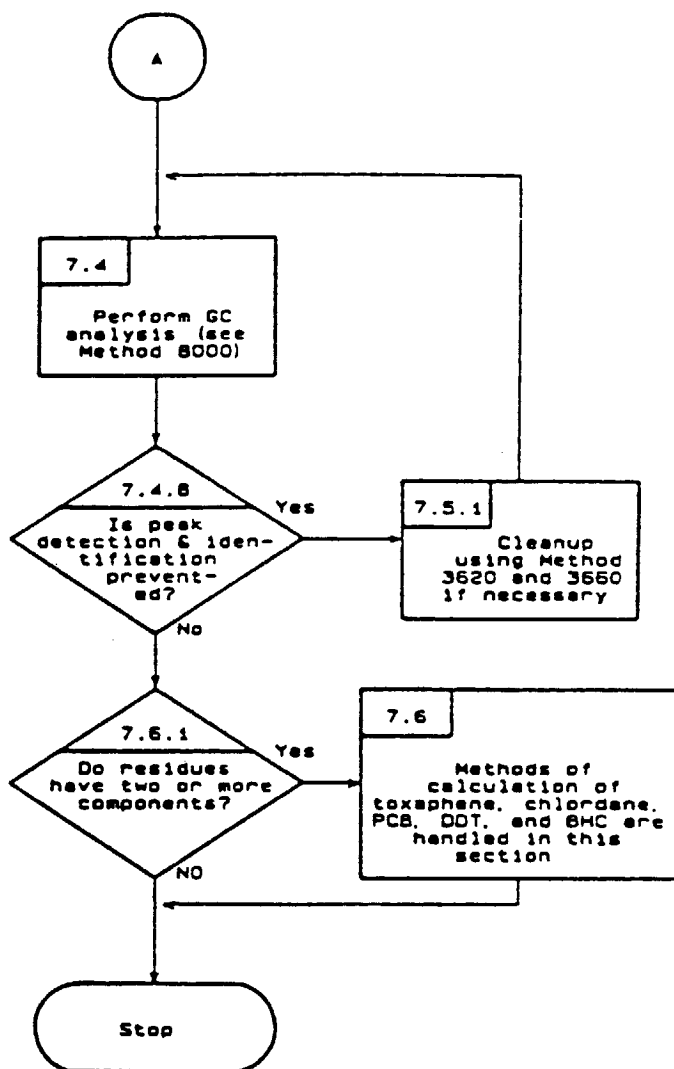 A
7.4
Perform GC
analysis (see
Method 8000)
7.4.8
Is peak
detection & iden-
tification
prevent-
ed?
Yes
7.5.1
Cleanup
using Method
3620 and 3660
if necessary
No
7.6.1
Do residues
have two or more
components?
Yes
7.6
Methods of
calculation of
toxaphene, chlordane,
PCB, DDT, and BHC are
handled in this
section
NO
Stop